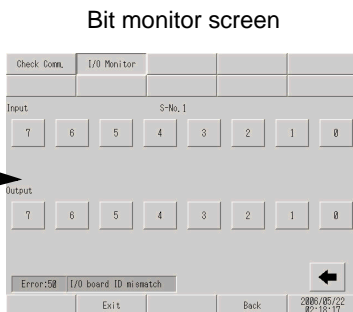 Bit monitor screen
Check Comm. I/O Monitor
Input S-No.1
7 6 5 4 3 2 1 0
Output
7 6 5 4 3 2 1 0
Error:50 I/O board ID mismatch
Exit Back 2006/05/22
02:18:17